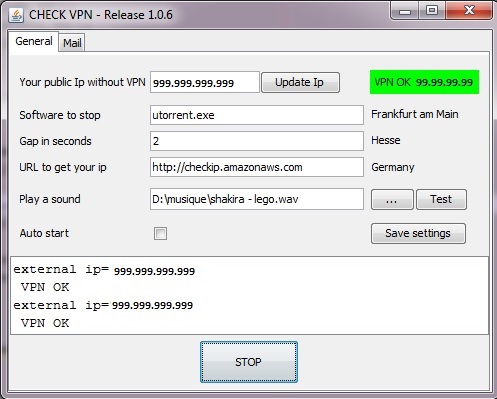 CHECK VPN - Release 1.0.6
General Mail
Your public Ip without VPN 999.999.999.999 Update Ip VPN OK 99.99.99.99
Software to stop utorrent.exe Frankfurt am Main
Gap in seconds 2 Hesse
URL to get your ip http://checkip.amazonaws.com Germany
Play a sound D:\musique\shakira - lego.wav ... Test
Auto start Save settings
external ip= 999.999.999.999
VPN OK
external ip= 999.999.999.999
VPN OK
STOP